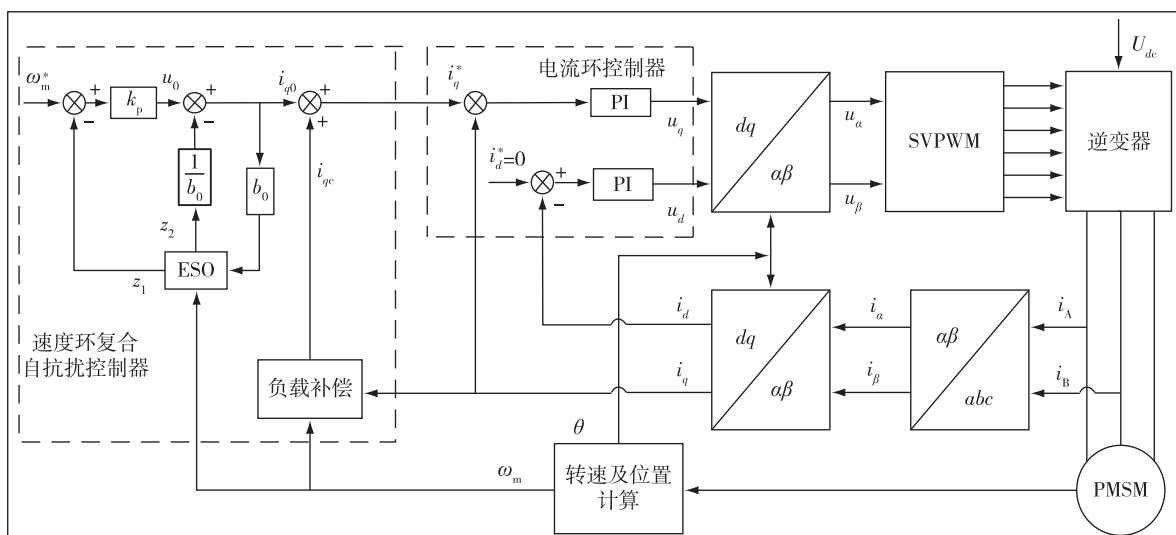 ω*m
+
−
kp
u0
+
−
iq0
+
+
1/b0
b0
iqc
z2
ESO
z1
速度环复合
自抗扰控制器
负载补偿
i*q
电流环控制器
PI
uq
i*d=0
+
−
PI
ud
dq
αβ
uα
uβ
SVPWM
Udc
逆变器
id
iq
dq
αβ
iα
iβ
αβ
abc
iA
iB
θ
ωm
转速及位置
计算
PMSM